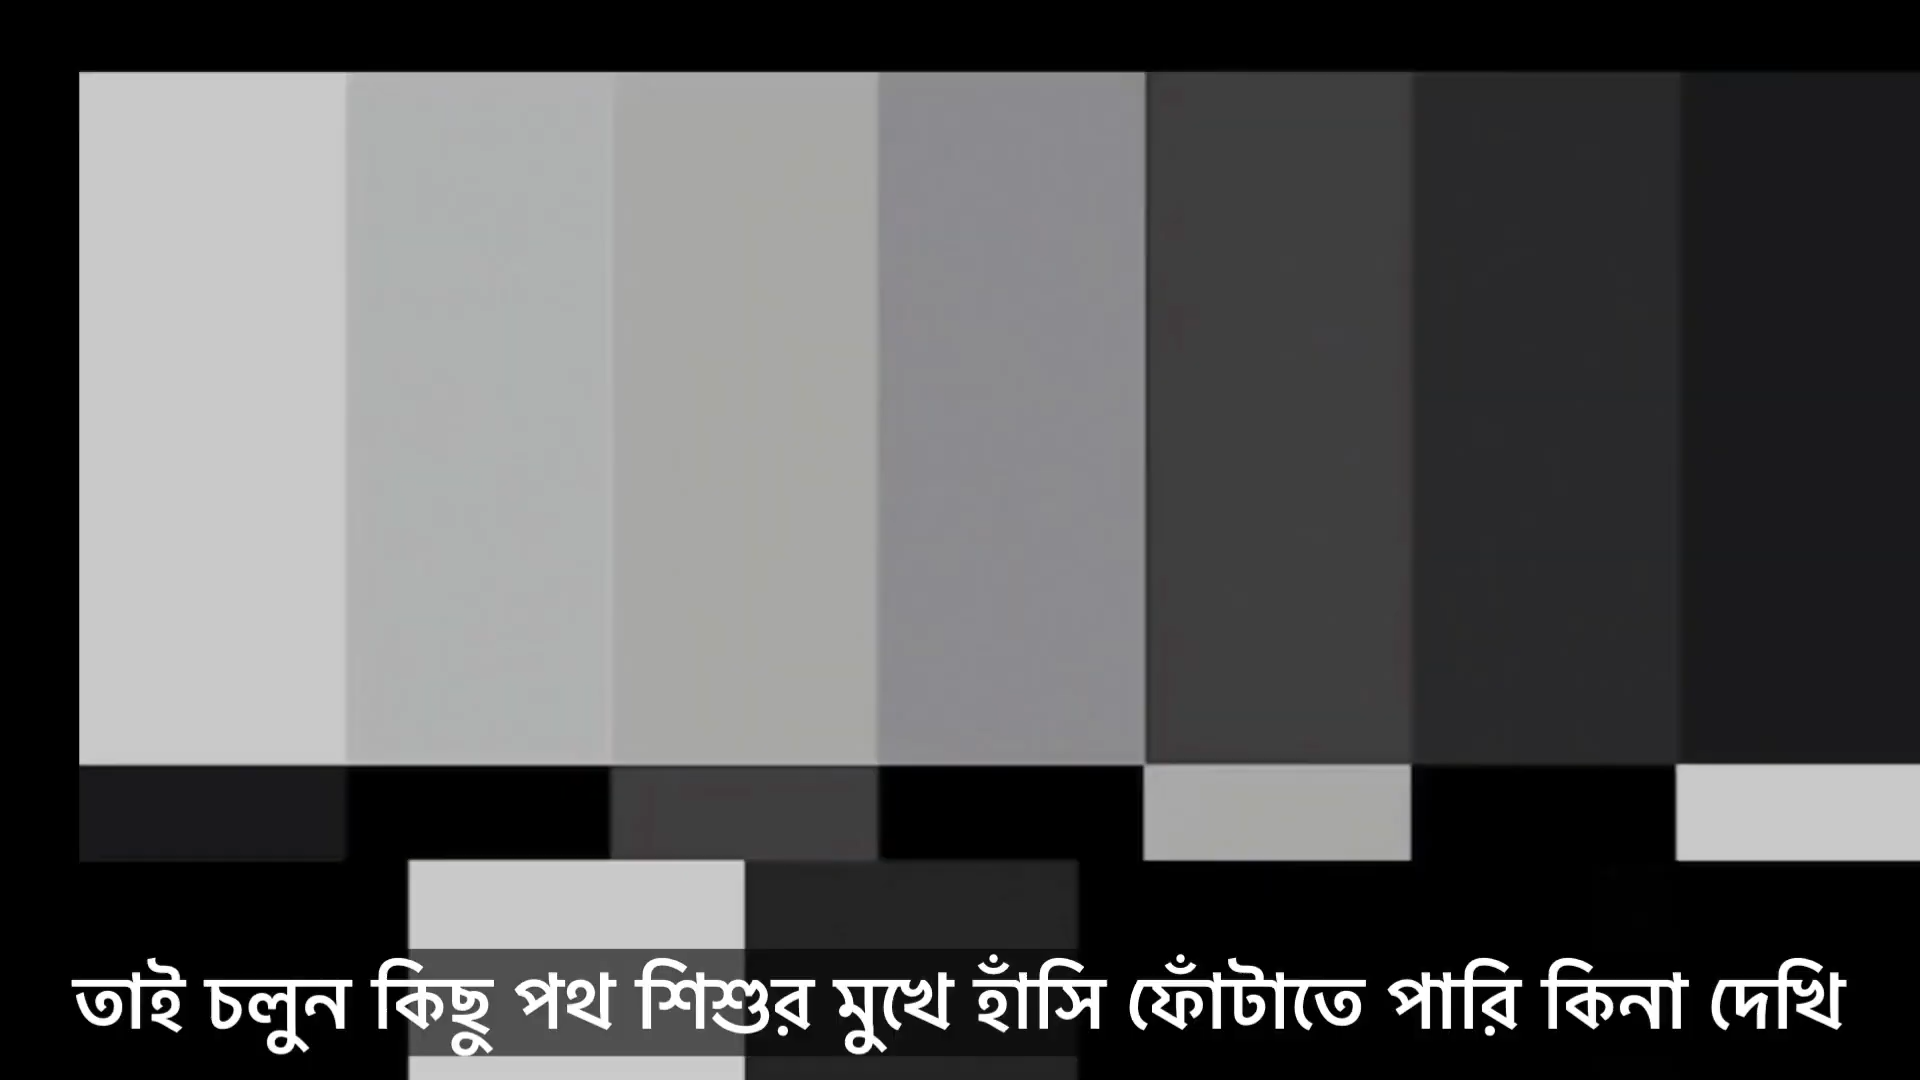 তাই চলুন কিছু পথ শিশুর মুখে হাঁসি ফোঁটাতে পারি কিনা দেখি